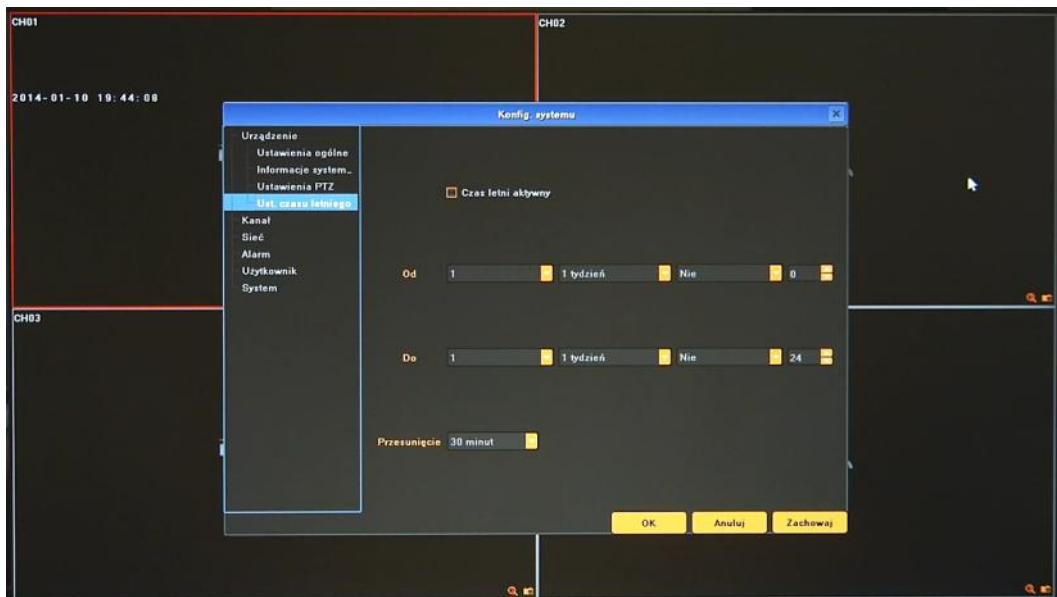 CH01
CH02
2014-01-10 19:44:08
Konfig. systemu
Urządzenie
Ustawienia ogólne
Informacje system..
Ustawienia PTZ
Ust. czasu letniego
Kanał
Sieć
Alarm
Użytkownik
System
Czas letni aktywny
Od 1 1 tydzień Nie 0
Do 1 1 tydzień Nie 24
Przesunięcie 30 minut
OK Anuluj Zachowaj
CH03